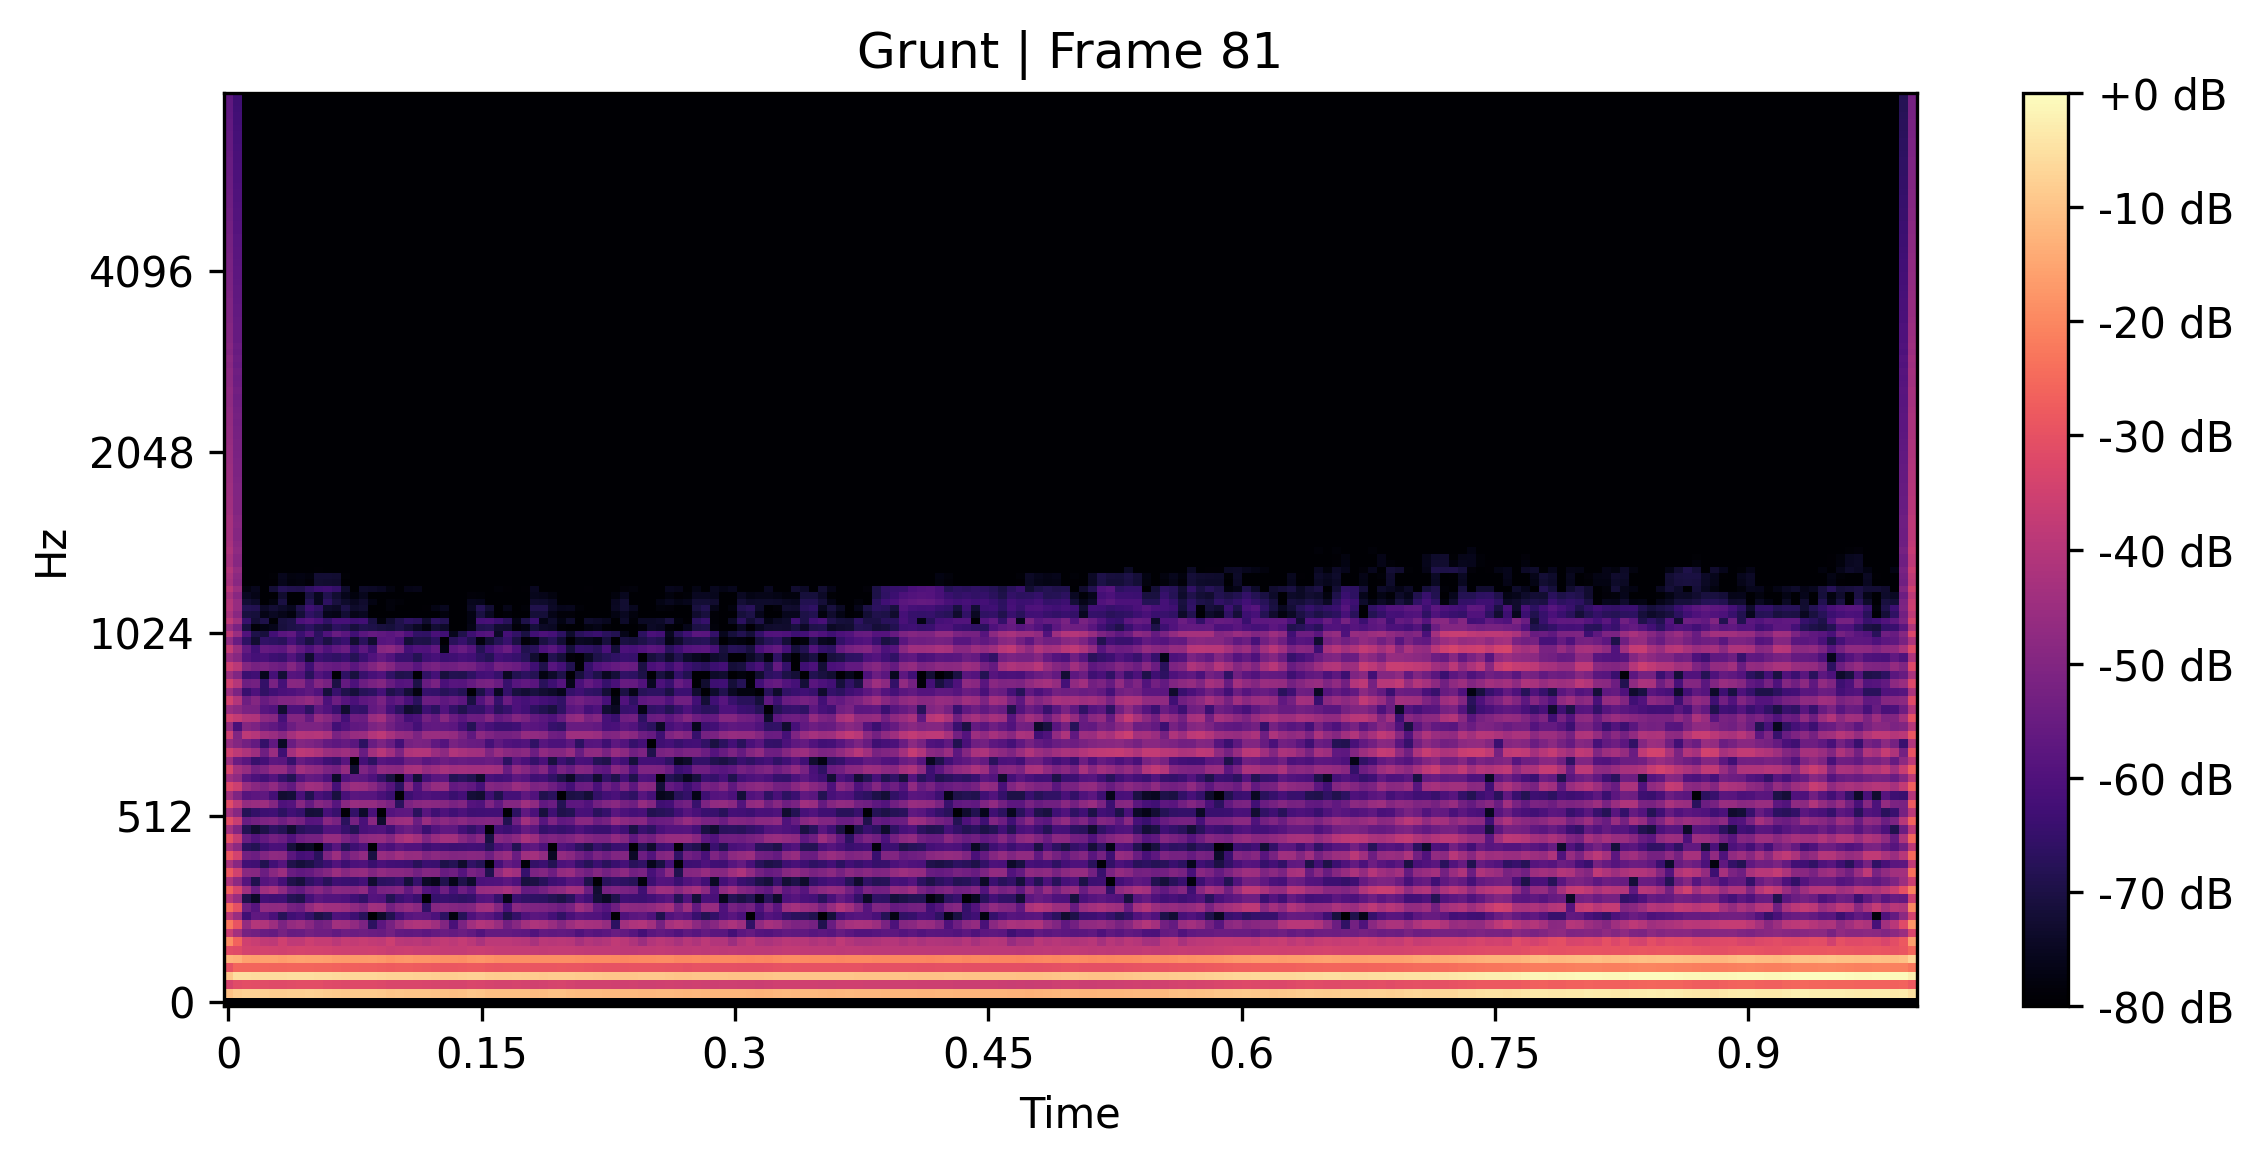 Grunt | Frame 81
+0 dB
-10 dB
-20 dB
-30 dB
-40 dB
-50 dB
-60 dB
-70 dB
-80 dB
Hz
4096
2048
1024
512
0
0 0.15 0.3 0.45 0.6 0.75 0.9
Time